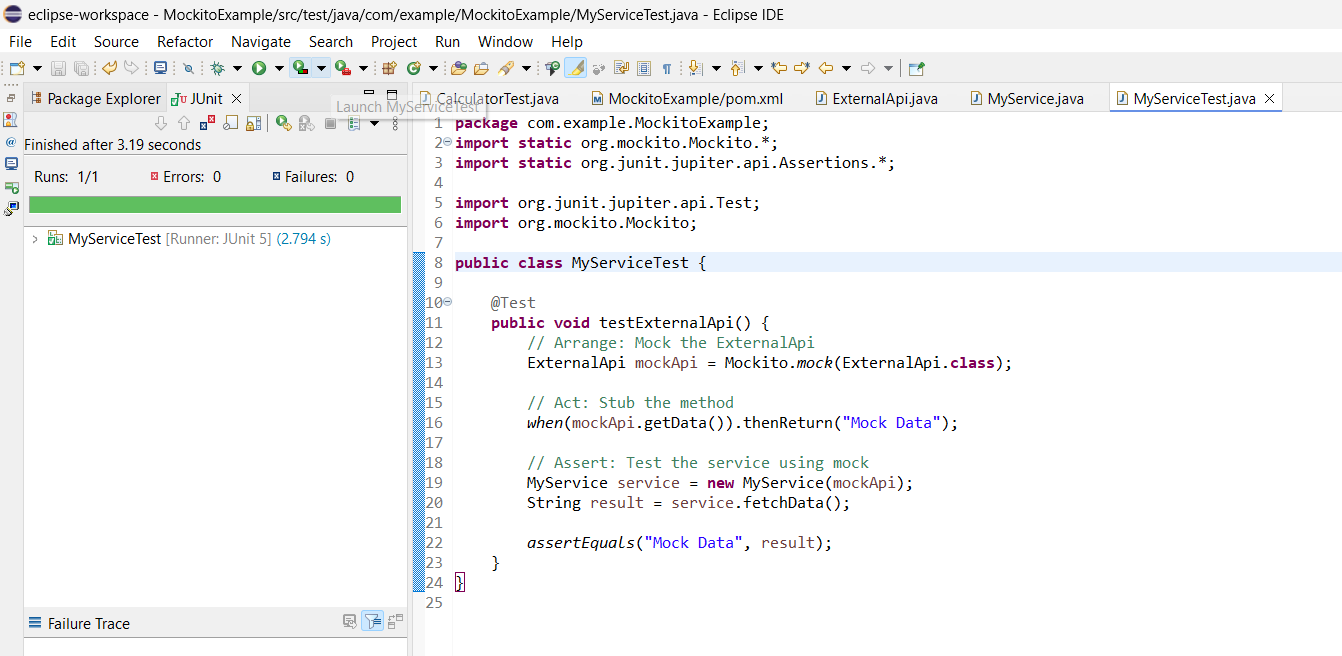 eclipse-workspace - MockitoExample/src/test/java/com/example/MockitoExample/MyServiceTest.java - Eclipse IDE
File Edit Source Refactor Navigate Search Project Run Window Help
Package Explorer JUnit
Launch MyServiceTest
CalculatorTest.java MockitoExample/pom.xml ExternalApi.java MyService.java MyServiceTest.java
Finished after 3.19 seconds
Runs: 1/1 Errors: 0 Failures: 0
MyServiceTest [Runner: JUnit 5] (2.794 s)
Failure Trace
1 package com.example.MockitoExample;
2 import static org.mockito.Mockito.*;
3 import static org.junit.jupiter.api.Assertions.*;
4
5 import org.junit.jupiter.api.Test;
6 import org.mockito.Mockito;
7
8 public class MyServiceTest {
9
10     @Test
11     public void testExternalApi() {
12         // Arrange: Mock the ExternalApi
13         ExternalApi mockApi = Mockito.mock(ExternalApi.class);
14
15         // Act: Stub the method
16         when(mockApi.getData()).thenReturn("Mock Data");
17
18         // Assert: Test the service using mock
19         MyService service = new MyService(mockApi);
20         String result = service.fetchData();
21
22         assertEquals("Mock Data", result);
23     }
24 }
25